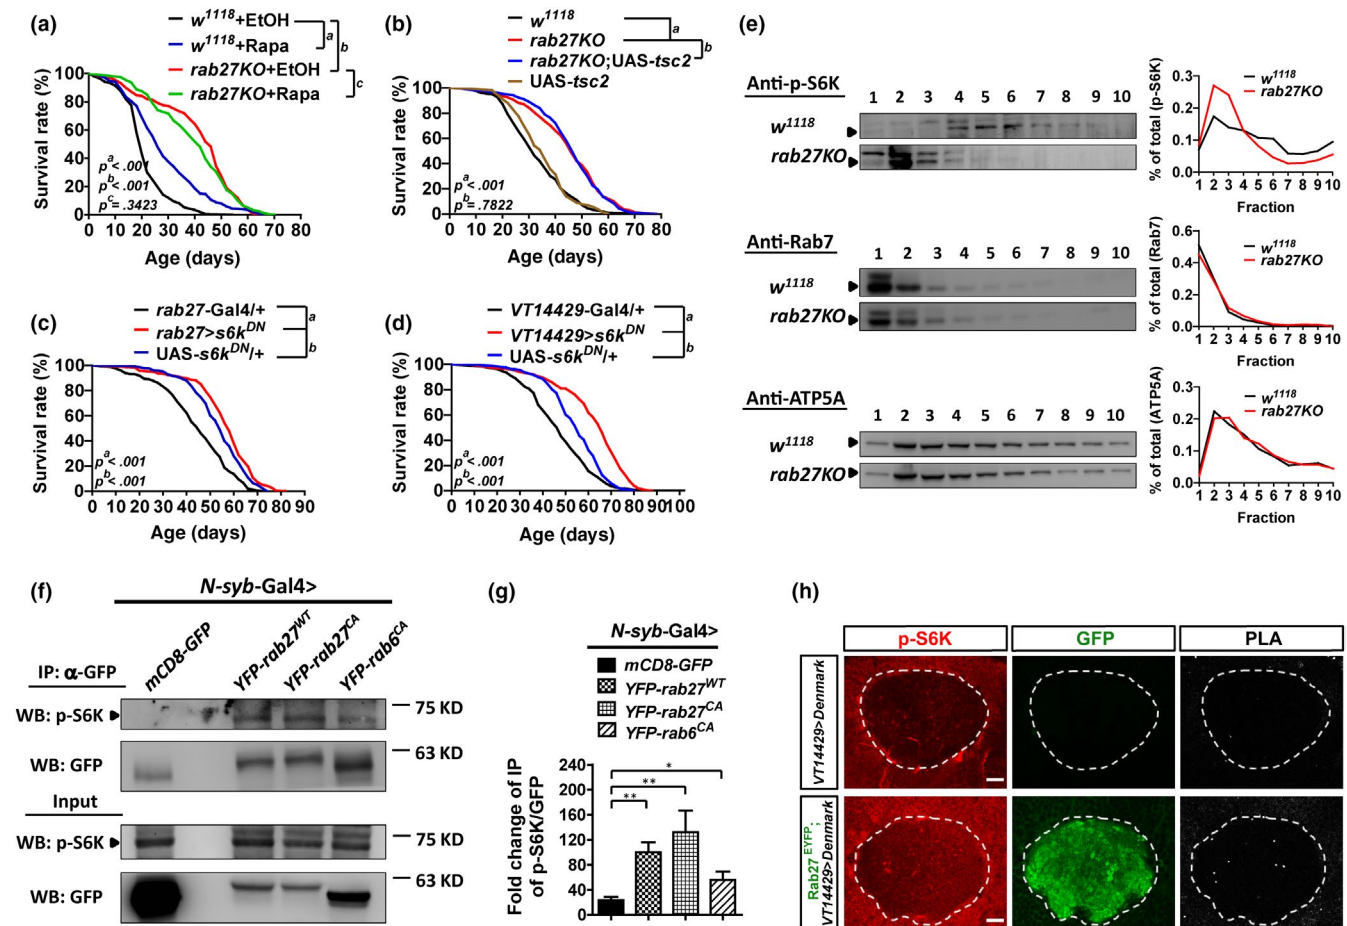 (a)
w1118+EtOH
w1118+Rapa
rab27KO+EtOH
rab27KO+Rapa
a
b
c
Survival rate (%)
100
80
60
40
20
0
pa< .001
pb< .001
pc= .3423
0 10 20 30 40 50 60 70 80
Age (days)
(b)
w1118
rab27KO
rab27KO;UAS-tsc2
UAS-tsc2
a
b
Survival rate (%)
100
80
60
40
20
0
pa< .001
pb= .7822
0 10 20 30 40 50 60 70 80
Age (days)
(c)
rab27-Gal4/+
rab27>s6kDN
UAS-s6kDN/+
a
b
Survival rate (%)
100
80
60
40
20
0
pa< .001
pb< .001
0 10 20 30 40 50 60 70 80 90
Age (days)
(d)
VT14429-Gal4/+
VT14429>s6kDN
UAS-s6kDN/+
a
b
Survival rate (%)
100
80
60
40
20
0
pa< .001
pb< .001
0 10 20 30 40 50 60 70 80 90 100
Age (days)
(e)
Anti-p-S6K
1 2 3 4 5 6 7 8 9 10
w1118
rab27KO
% of total (p-S6K)
0.3
0.2
0.1
0.0
w1118
rab27KO
1 2 3 4 5 6 7 8 9 10
Fraction
Anti-Rab7
1 2 3 4 5 6 7 8 9 10
w1118
rab27KO
% of total (Rab7)
0.6
0.4
0.2
0.0
w1118
rab27KO
1 2 3 4 5 6 7 8 9 10
Fraction
Anti-ATP5A
1 2 3 4 5 6 7 8 9 10
w1118
rab27KO
% of total (ATP5A)
0.3
0.2
0.1
0.0
w1118
rab27KO
1 2 3 4 5 6 7 8 9 10
Fraction
(f)
N-syb-Gal4>
IP: α-GFP
mCD8-GFP
YFP-rab27WT
YFP-rab27CA
YFP-rab6CA
WB: p-S6K
75 KD
WB: GFP
63 KD
Input
WB: p-S6K
75 KD
WB: GFP
63 KD
(g)
N-syb-Gal4>
mCD8-GFP
YFP-rab27WT
YFP-rab27CA
YFP-rab6CA
Fold change of IP
of p-S6K/GFP
240
200
160
120
80
40
0
*
**
**
(h)
p-S6K
GFP
PLA
VT14429>Denmark
Rab27EYFP;
VT14429>Denmark